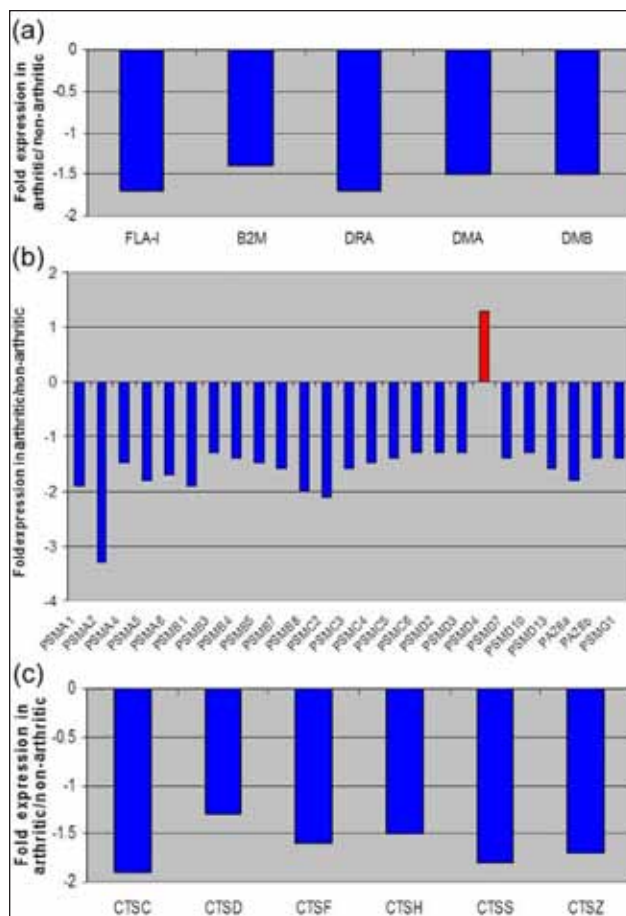 (a)
Fold expression in
arthritic/non-arthritic
0
-0.5
-1
-1.5
-2
FLA-I B2M DRA DMA DMB
(b)
Fold expression in arthritic/non-arthritic
2
1
0
-1
-2
-3
-4
PSMA1 PSMA2 PSMA4 PSMA5 PSMA6 PSMB1 PSMB3 PSMB4 PSMB5 PSMB7 PSMB8 PSMC2 PSMC3 PSMC4 PSMC5 PSMC6 PSMD2 PSMD3 PSMD4 PSMD7 PSMD10 PSMD13 PA28a PA28b PSMG1
(c)
Fold expression in
arthritic/non-arthritic
0
-0.5
-1
-1.5
-2
CTSC CTSD CTSF CTSH CTSS CTSZ